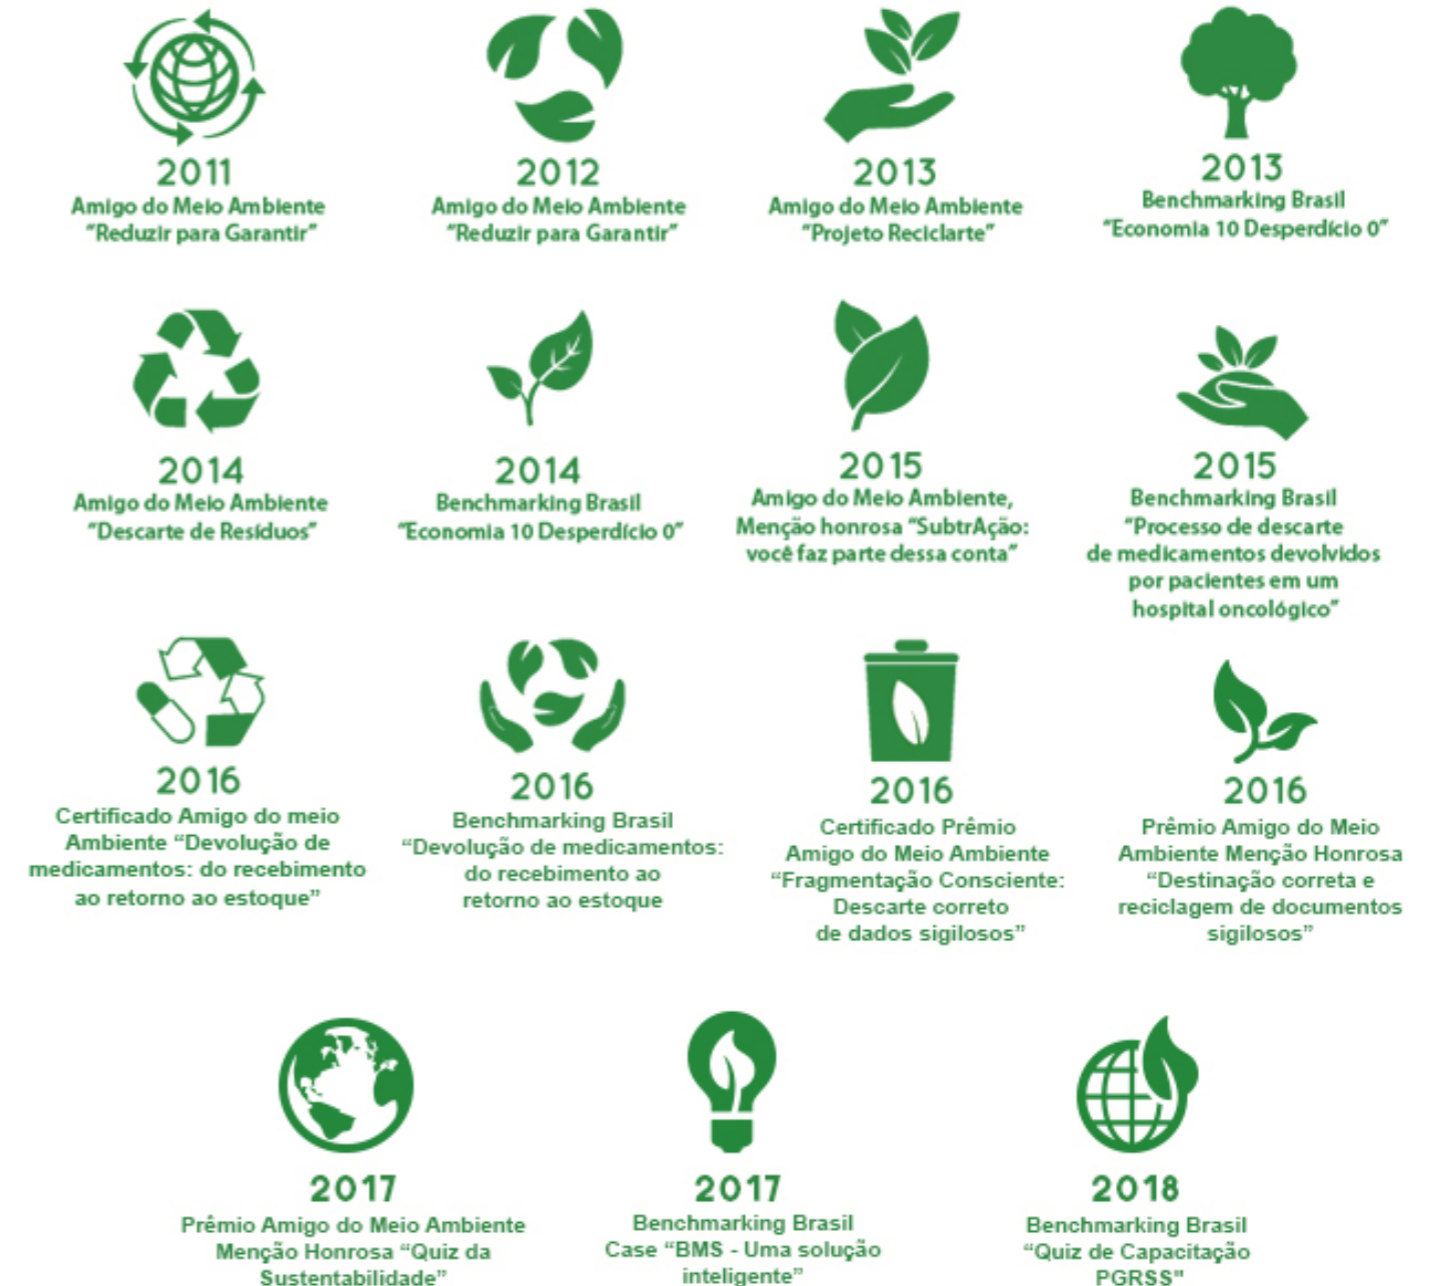 2011
Amigo do Meio Ambiente
“Reduzir para Garantir”
2012
Amigo do Meio Ambiente
“Reduzir para Garantir”
2013
Amigo do Meio Ambiente
“Projeto Reciclarte”
2013
Benchmarking Brasil
“Economia 10 Desperdício 0”
2014
Amigo do Meio Ambiente
“Descarte de Resíduos”
2014
Benchmarking Brasil
“Economia 10 Desperdício 0”
2015
Amigo do Meio Ambiente,
Menção honrosa “SubtrAção:
você faz parte dessa conta”
2015
Benchmarking Brasil
“Processo de descarte
de medicamentos devolvidos
por pacientes em um
hospital oncológico”
2016
Certificado Amigo do meio
Ambiente “Devolução de
medicamentos: do recebimento
ao retorno ao estoque”
2016
Benchmarking Brasil
“Devolução de medicamentos:
do recebimento ao
retorno ao estoque
2016
Certificado Prêmio
Amigo do Meio Ambiente
“Fragmentação Consciente:
Descarte correto
de dados sigilosos”
2016
Prêmio Amigo do Meio
Ambiente Menção Honrosa
“Destinação correta e
reciclagem de documentos
sigilosos”
2017
Prêmio Amigo do Meio Ambiente
Menção Honrosa “Quiz da
Sustentabilidade”
2017
Benchmarking Brasil
Case “BMS - Uma solução
inteligente”
2018
Benchmarking Brasil
“Quiz de Capacitação
PGRSS"